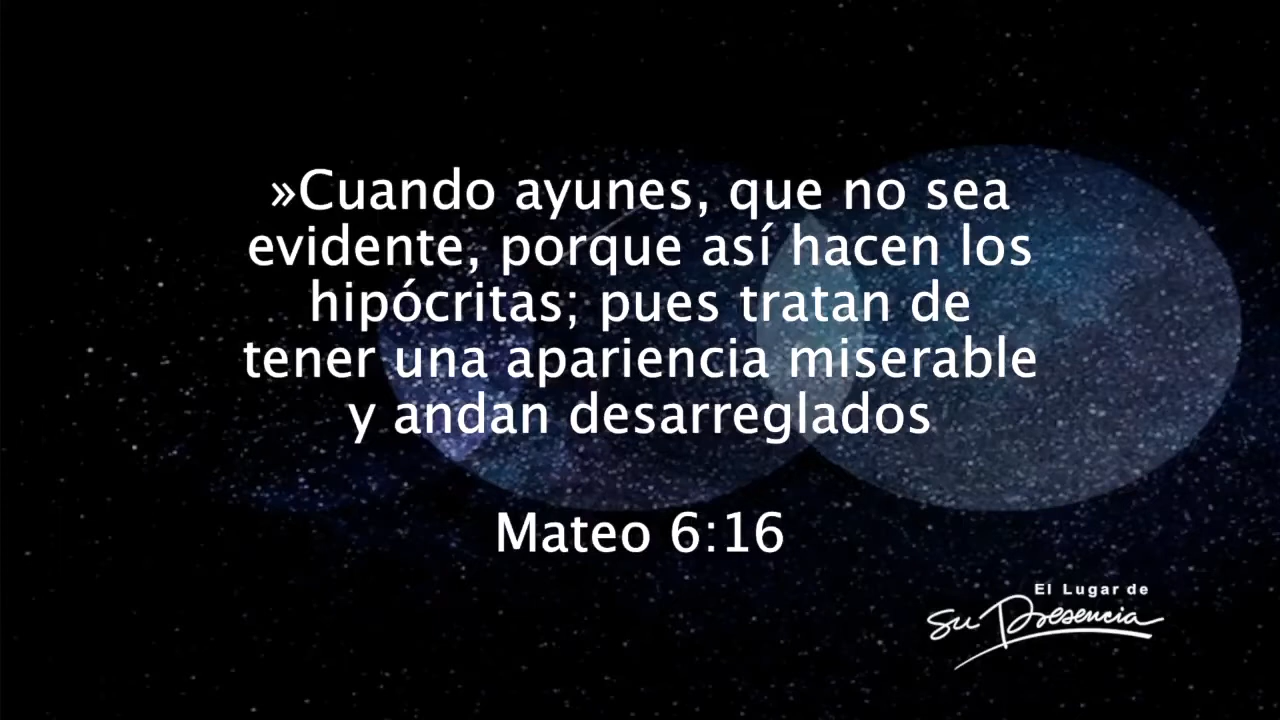 »Cuando ayunes, que no sea
evidente, porque así hacen los
hipócritas; pues tratan de
tener una apariencia miserable
y andan desarreglados
Mateo 6:16
El Lugar de
Su Presencia